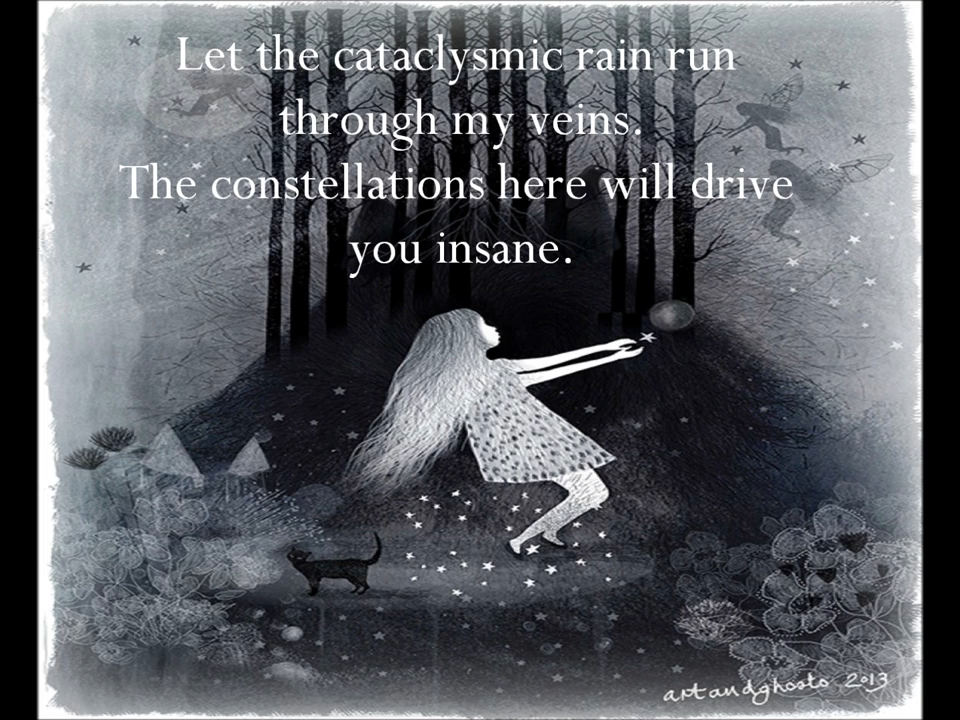 Let the cataclysmic rain run
through my veins.
The constellations here will drive
you insane.
artandghosts 2013